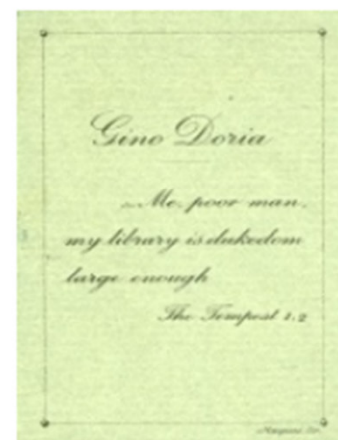 Gino Doria
...Me, poor man,
my library is dukedom
large enough
The Tempest 1.2